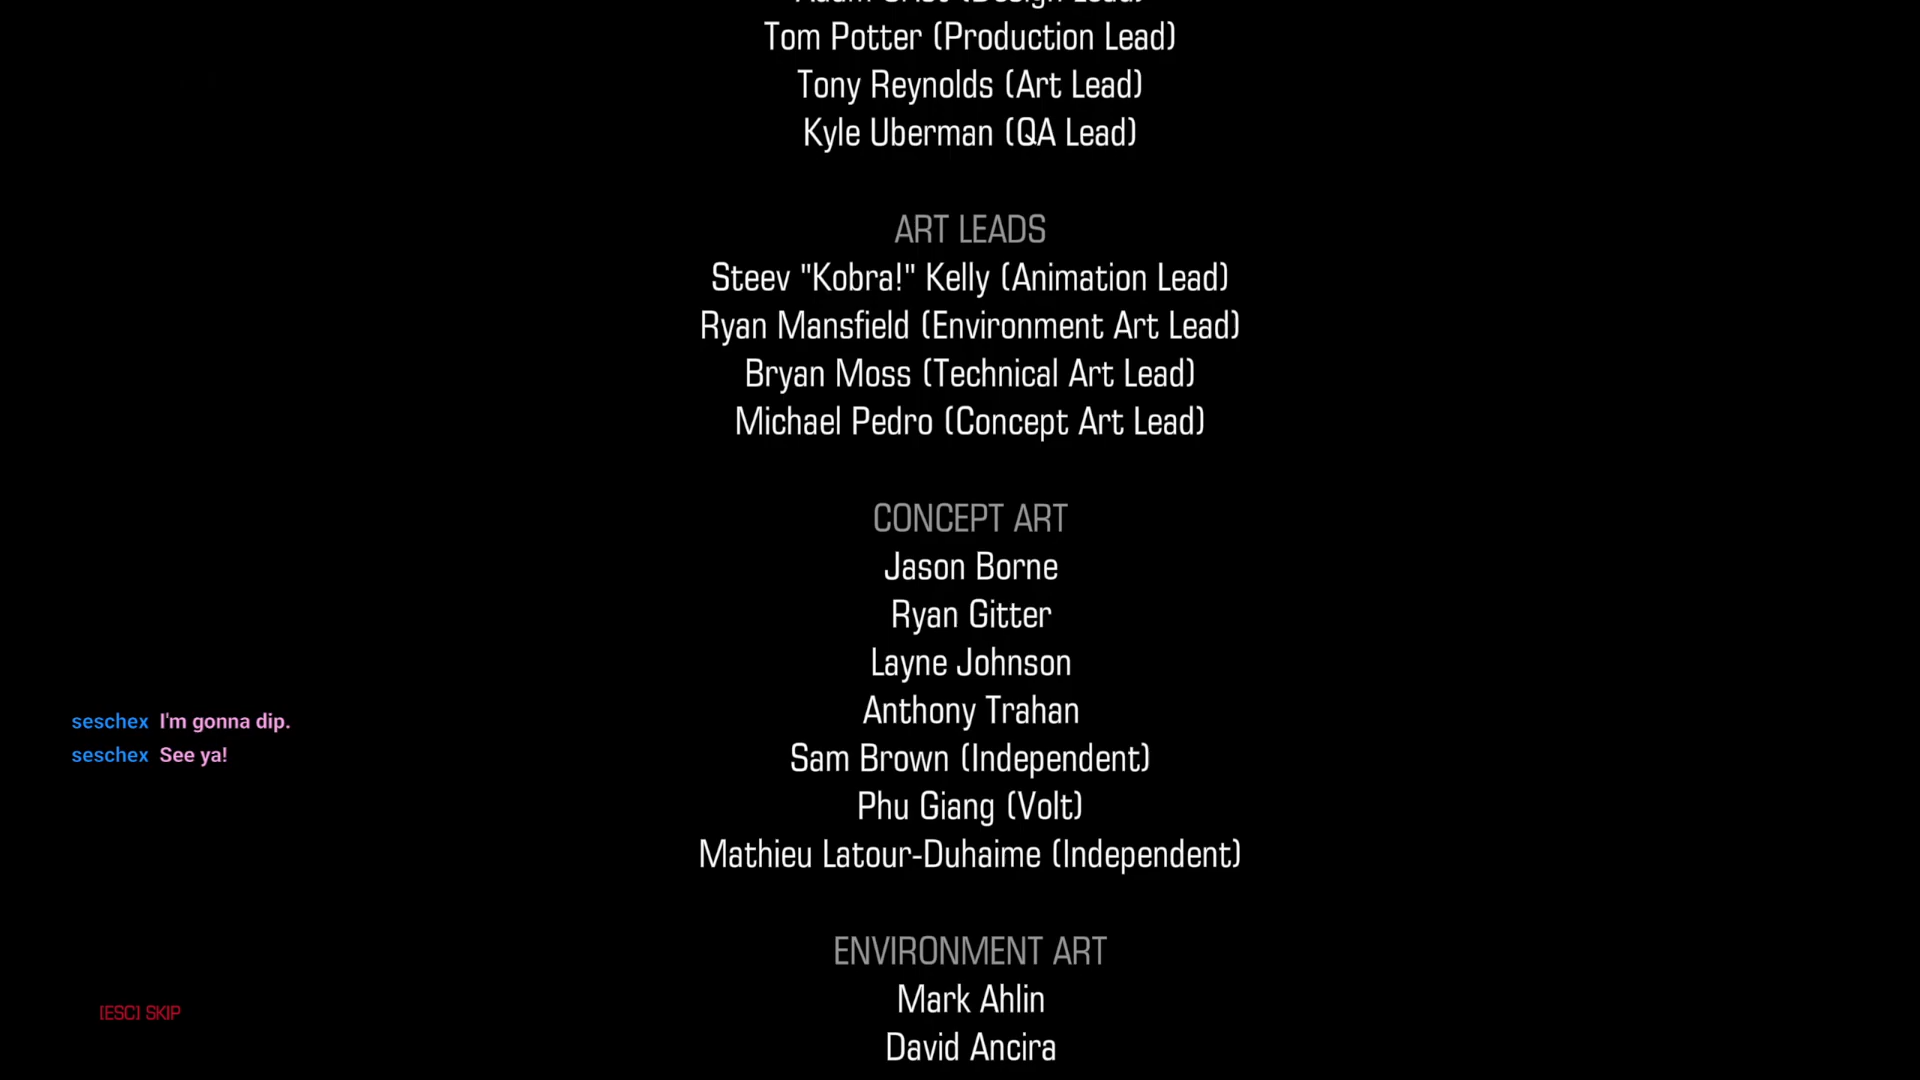 Tom Potter (Production Lead)
Tony Reynolds (Art Lead)
Kyle Uberman (QA Lead)
ART LEADS
Steev "Kobra!" Kelly (Animation Lead)
Ryan Mansfield (Environment Art Lead)
Bryan Moss (Technical Art Lead)
Michael Pedro (Concept Art Lead)
CONCEPT ART
Jason Borne
Ryan Gitter
Layne Johnson
Anthony Trahan
Sam Brown (Independent)
Phu Giang (Volt)
Mathieu Latour-Duhaime (Independent)
ENVIRONMENT ART
Mark Ahlin
David Ancira
seschex I'm gonna dip.
seschex See ya!
[ESC] SKIP